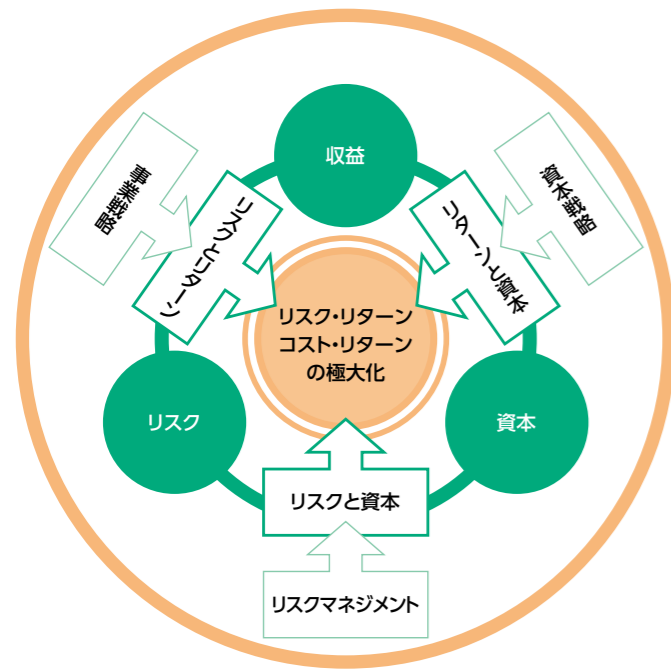 収益
事業戦略
リスクとリターン
リターンと資本
資本戦略
リスク・リターン
コスト・リターン
の極大化
リスク
資本
リスクと資本
リスクマネジメント